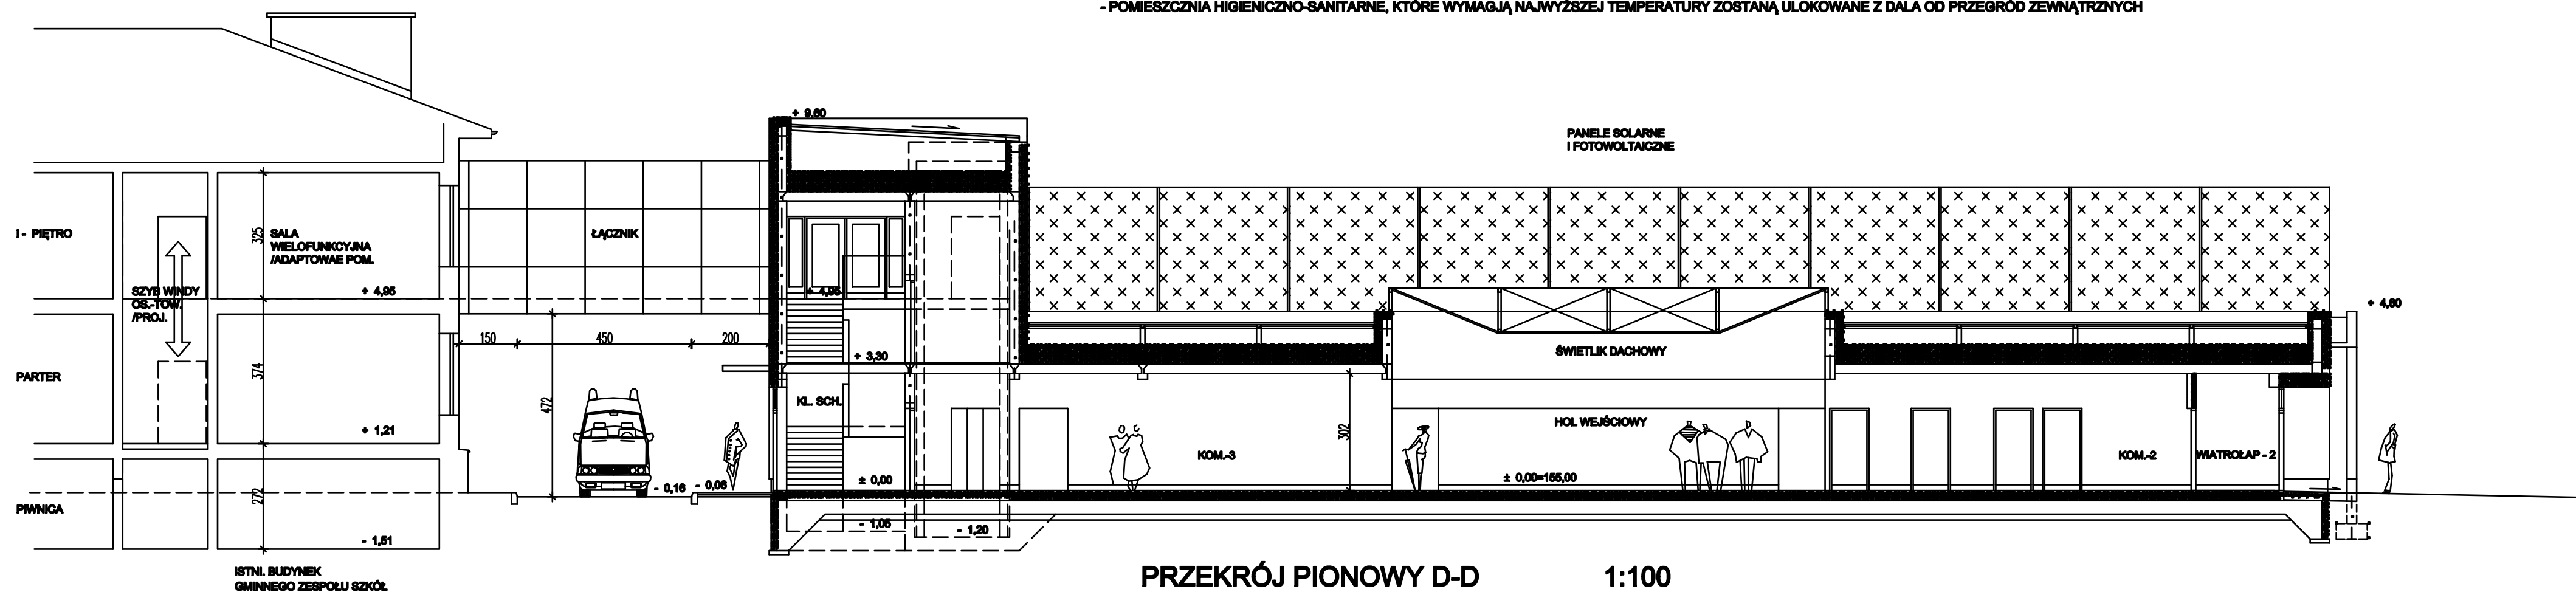 - POMIESZCZNIA HIGIENICZNO-SANITARNE, KTÓRE WYMAGJĄ NAJWYŻSZEJ TEMPERATURY ZOSTANĄ ULOKOWANE Z DALA OD PRZEGRÓD ZEWNĄTRZNYCH
+ 9,60
PANELE SOLARNE
I FOTOWOLTAICZNE
I - PIĘTRO
325
SALA
WIELOFUNKCYJNA
/ADAPTOWAE POM.
ŁĄCZNIK
SZYB WINDY
OS.-TOW.
/PROJ.
+ 4,95
+ 4,95
+ 4,60
150
450
200
+ 3,30
ŚWIETLIK DACHOWY
PARTER
374
472
KL. SCH.
302
HOL WEJŚCIOWY
+ 1,21
KOM.-3
KOM.-2
WIATROŁAP - 2
± 0,00
± 0,00=155,00
- 0,16
- 0,06
272
PIWNICA
- 1,05
- 1,20
- 1,51
ISTNI. BUDYNEK
GMINNEGO ZESPOŁU SZKÓŁ
PRZEKRÓJ PIONOWY D-D 1:100